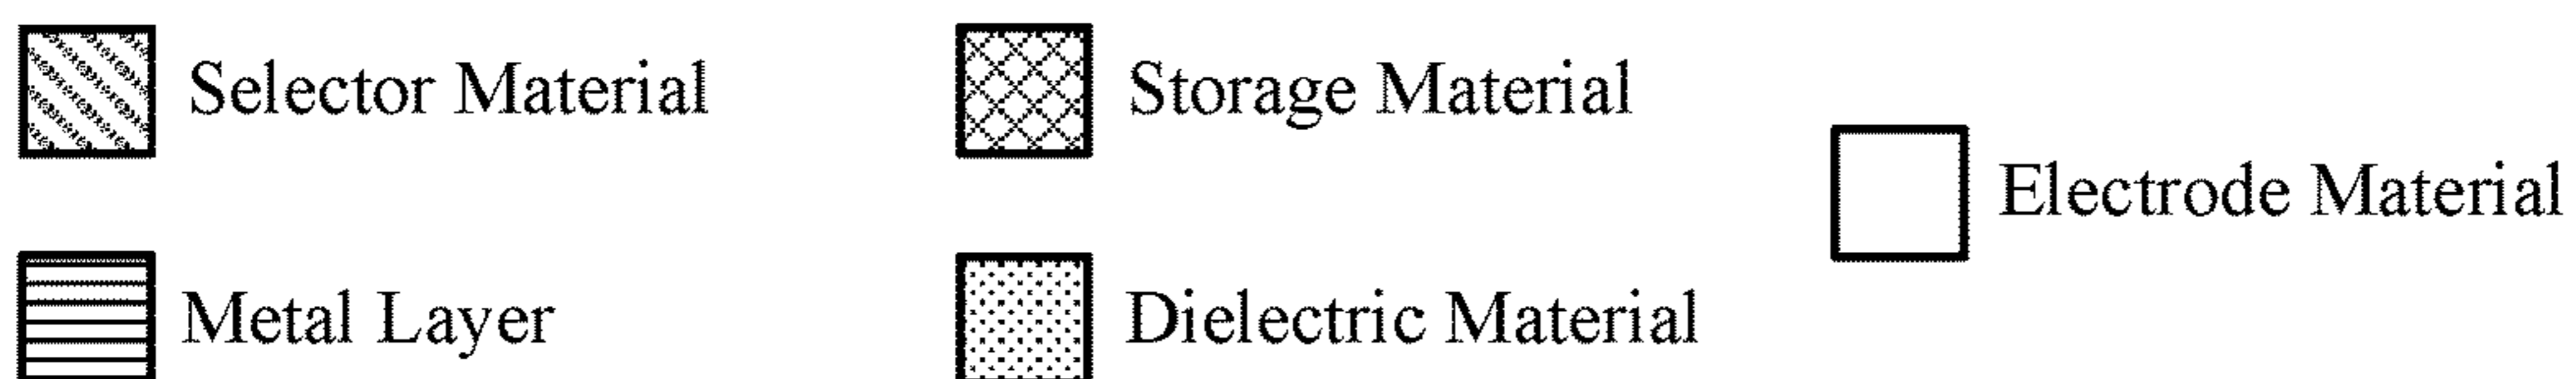 Selector Material
Storage Material
Electrode Material
Metal Layer
Dielectric Material